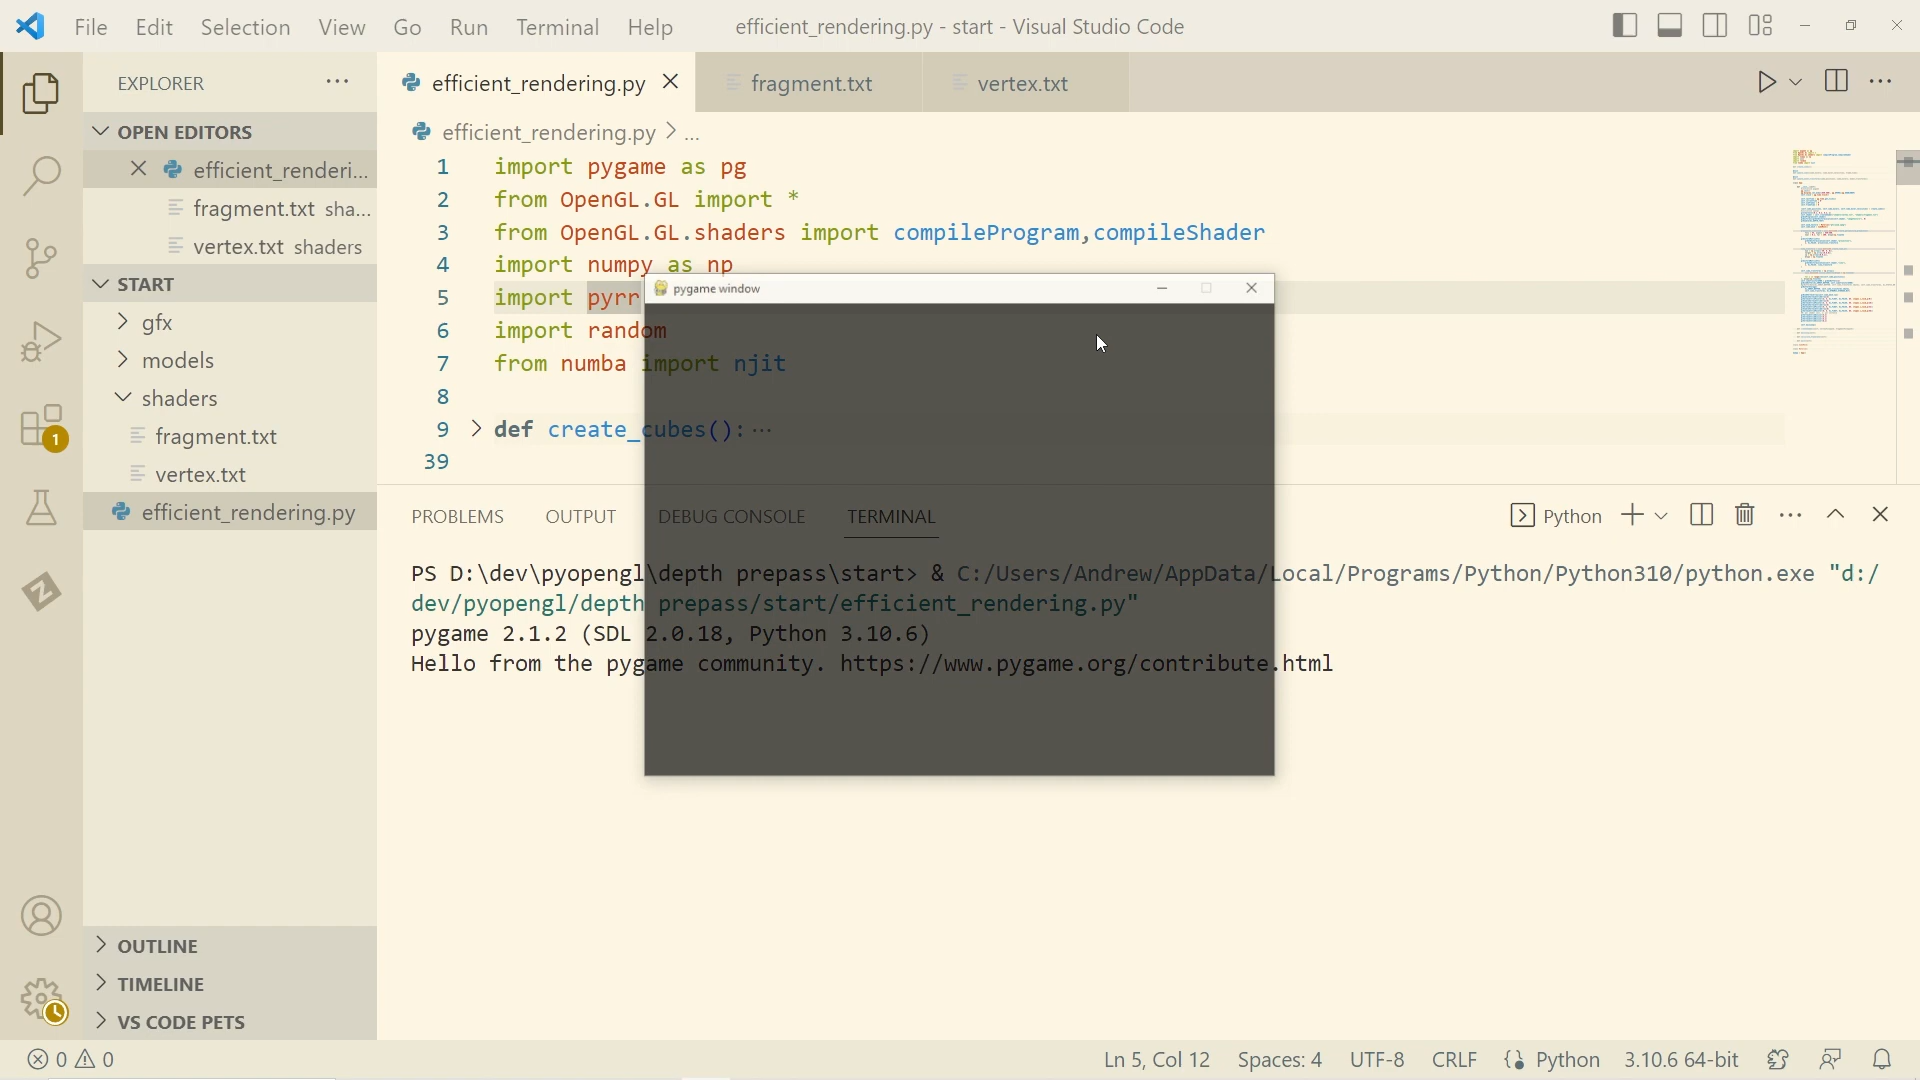 File Edit Selection View Go Run Terminal Help efficient_rendering.py - start - Visual Studio Code
EXPLORER
OPEN EDITORS
efficient_renderi...
fragment.txt sha...
vertex.txt shaders
START
gfx
models
shaders
fragment.txt
vertex.txt
efficient_rendering.py
OUTLINE
TIMELINE
VS CODE PETS
1
efficient_rendering.py fragment.txt vertex.txt
efficient_rendering.py > ...
1 import pygame as pg
2 from OpenGL.GL import *
3 from OpenGL.GL.shaders import compileProgram,compileShader
4 import numpy as np
5 import pyrr
6 import random
7 from numba import njit
8
9 def create_cubes(): ...
39
pygame window
PROBLEMS OUTPUT DEBUG CONSOLE TERMINAL Python
PS D:\dev\pyopengl\depth prepass\start> & C:/Users/Andrew/AppData/Local/Programs/Python/Python310/python.exe "d:/
dev/pyopengl/depth prepass/start/efficient_rendering.py"
pygame 2.1.2 (SDL 2.0.18, Python 3.10.6)
Hello from the pygame community. https://www.pygame.org/contribute.html
0 0 Ln 5, Col 12 Spaces: 4 UTF-8 CRLF Python 3.10.6 64-bit